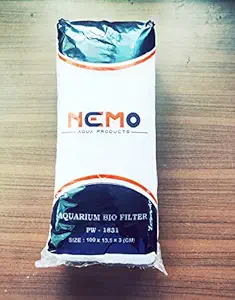 NEMO
AQUA PRODUCTS
AQUARIUM BIO FILTER
PW - 1831
SIZE : 100 x 13.5 x 3 (CM)